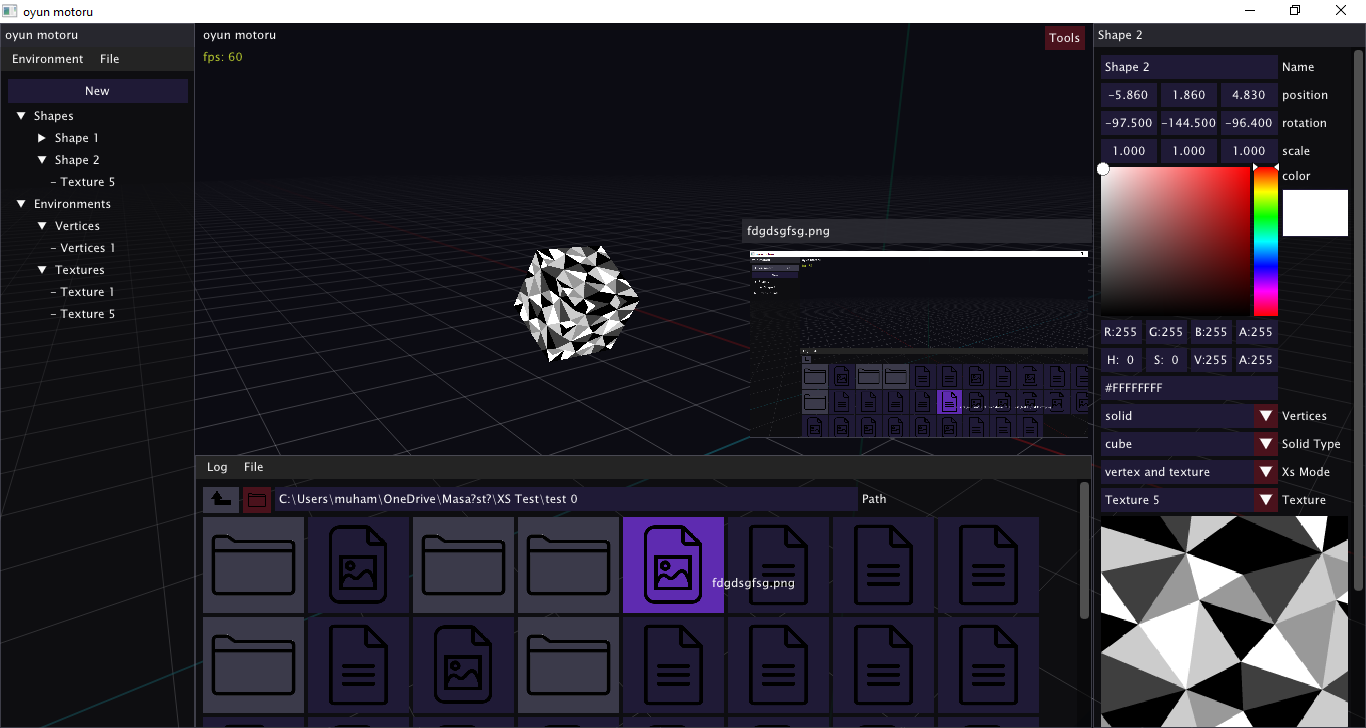 oyun motoru
oyun motoru
Environment File
New
Shapes
Shape 1
Shape 2
– Texture 5
Environments
Vertices
– Vertices 1
Textures
– Texture 1
– Texture 5
oyun motoru
fps: 60
Tools
fdgdsgfsg.png
Log File
C:\Users\muham\OneDrive\Masa?st?\XS Test\test 0 Path
fdgdsgfsg.png
Shape 2
Shape 2 Name
-5.860 1.860 4.830 position
-97.500 -144.500 -96.400 rotation
1.000 1.000 1.000 scale
color
R:255 G:255 B:255 A:255
H: 0 S: 0 V:255 A:255
#FFFFFFFF
solid Vertices
cube Solid Type
vertex and texture Xs Mode
Texture 5 Texture